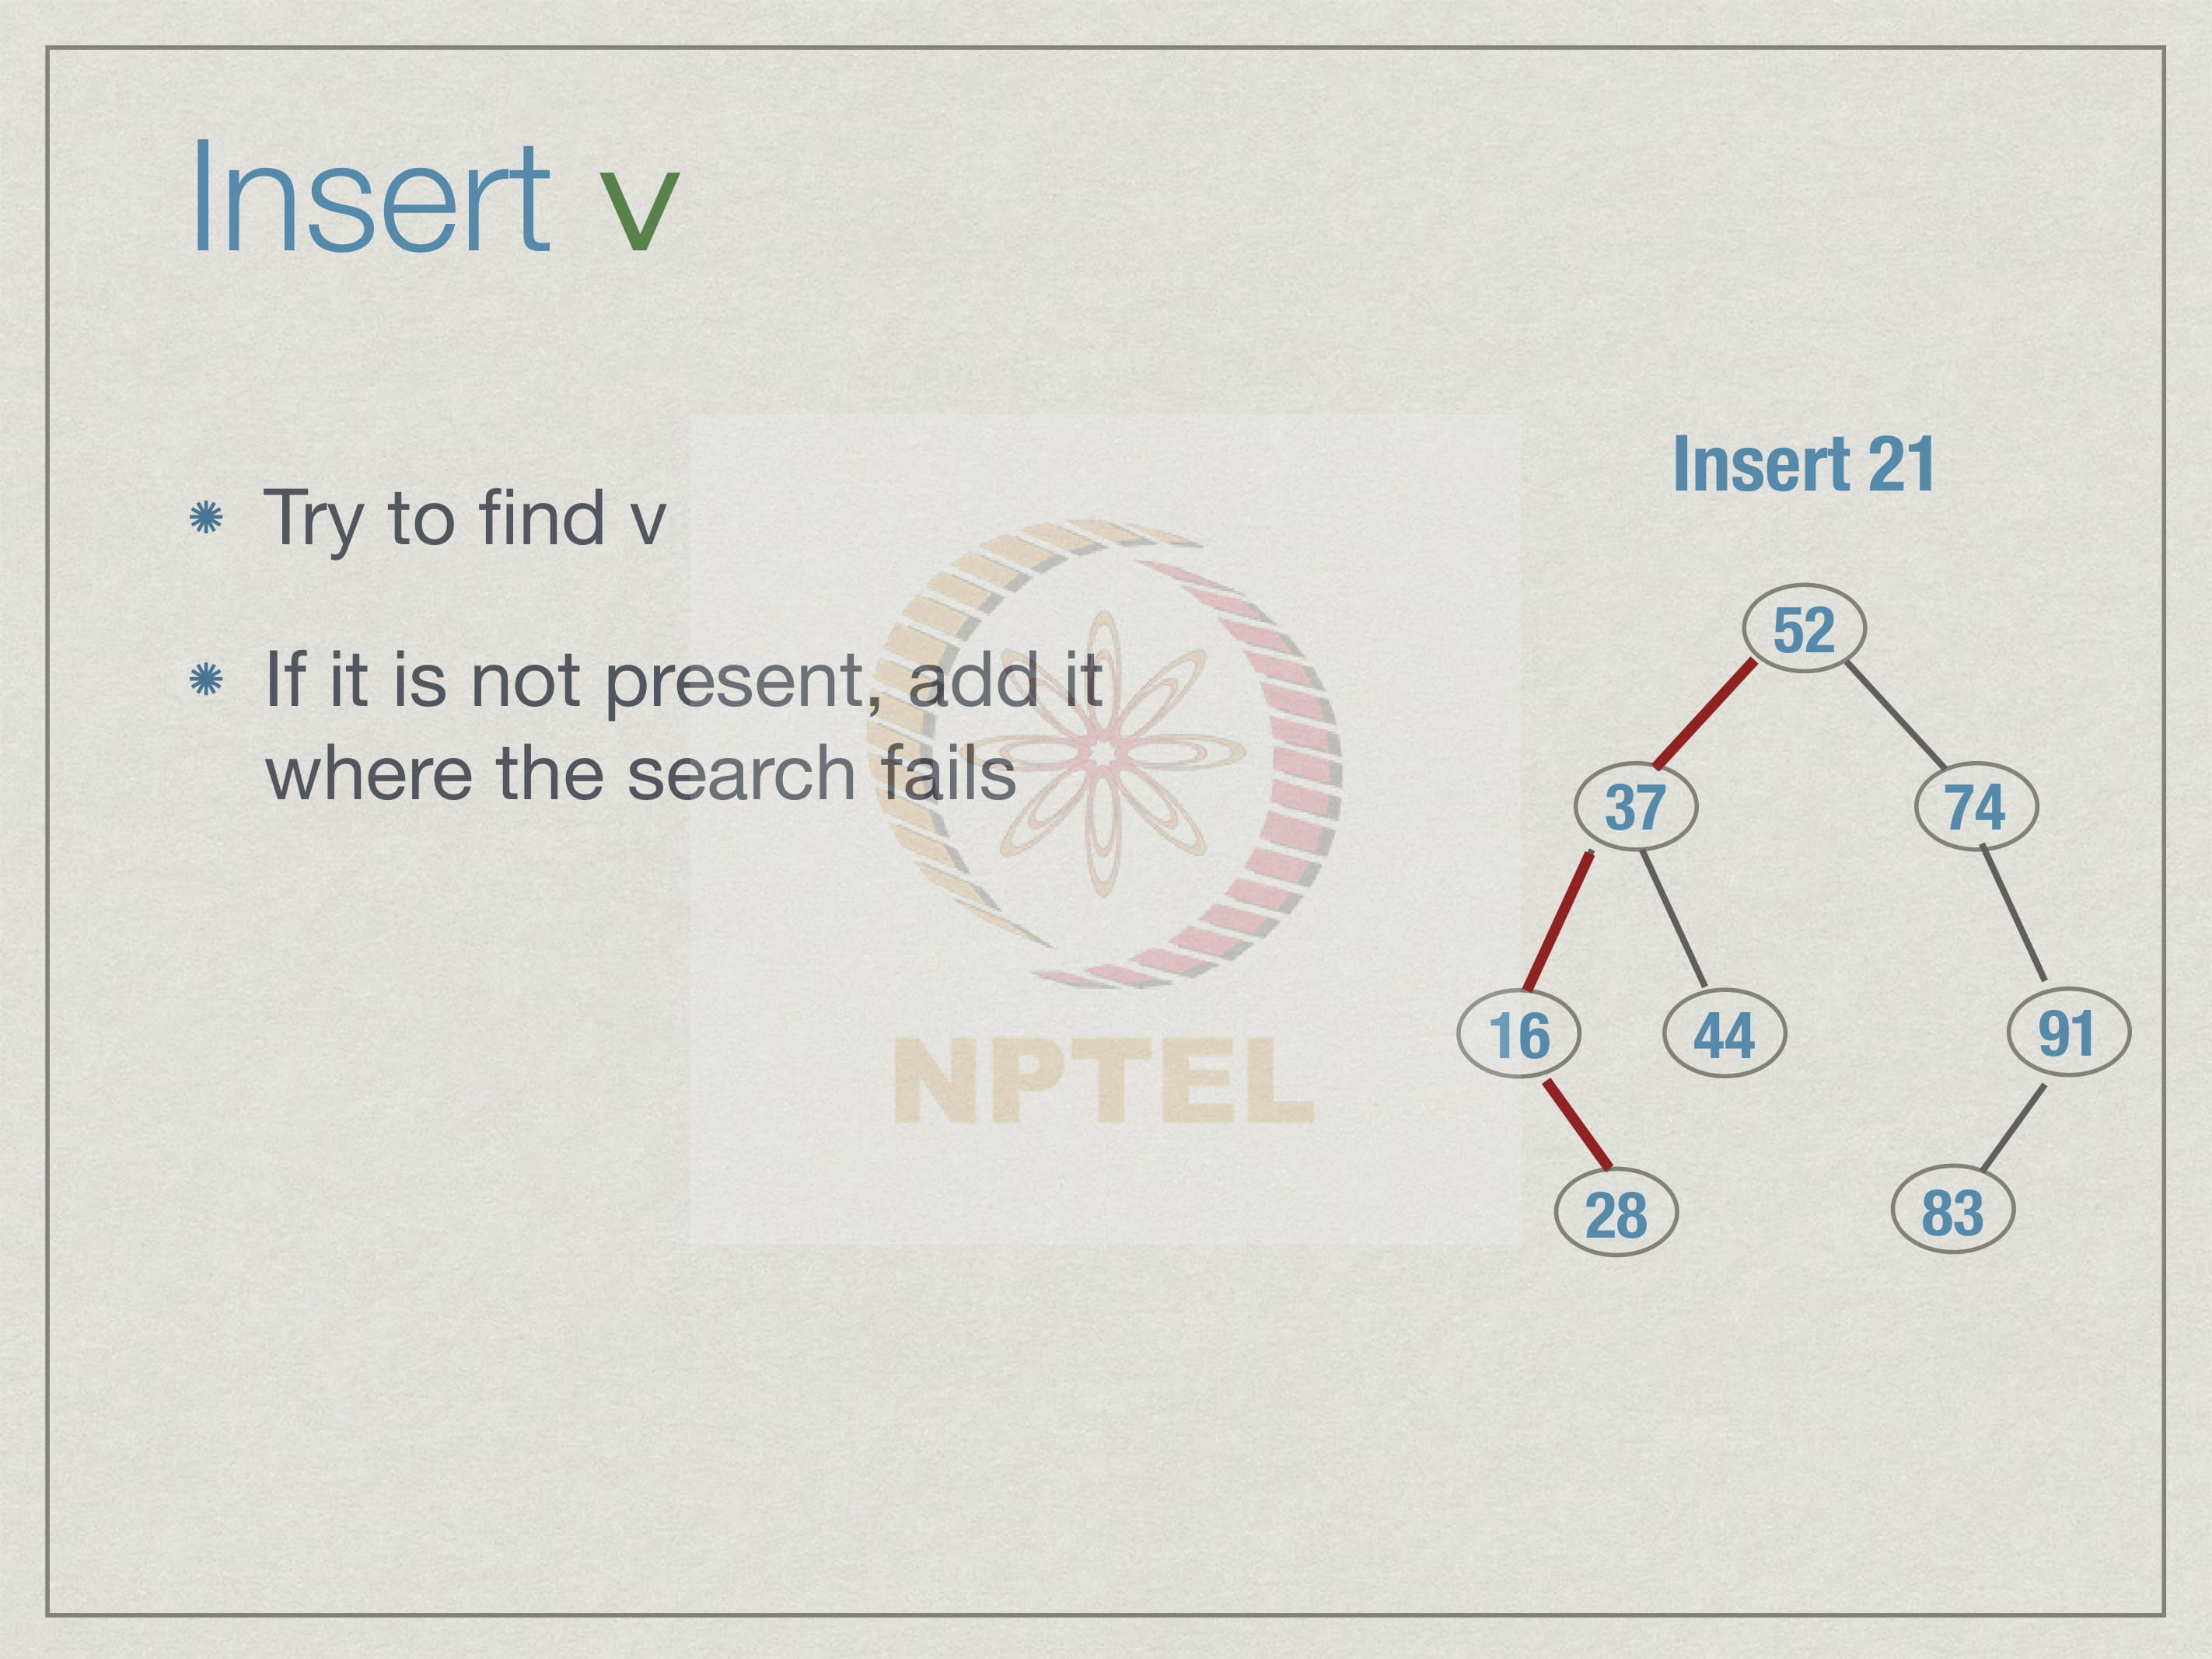 Insert v
Try to find v
If it is not present, add it
where the search fails
Insert 21
52
37
74
16
44
91
28
83
NPTEL